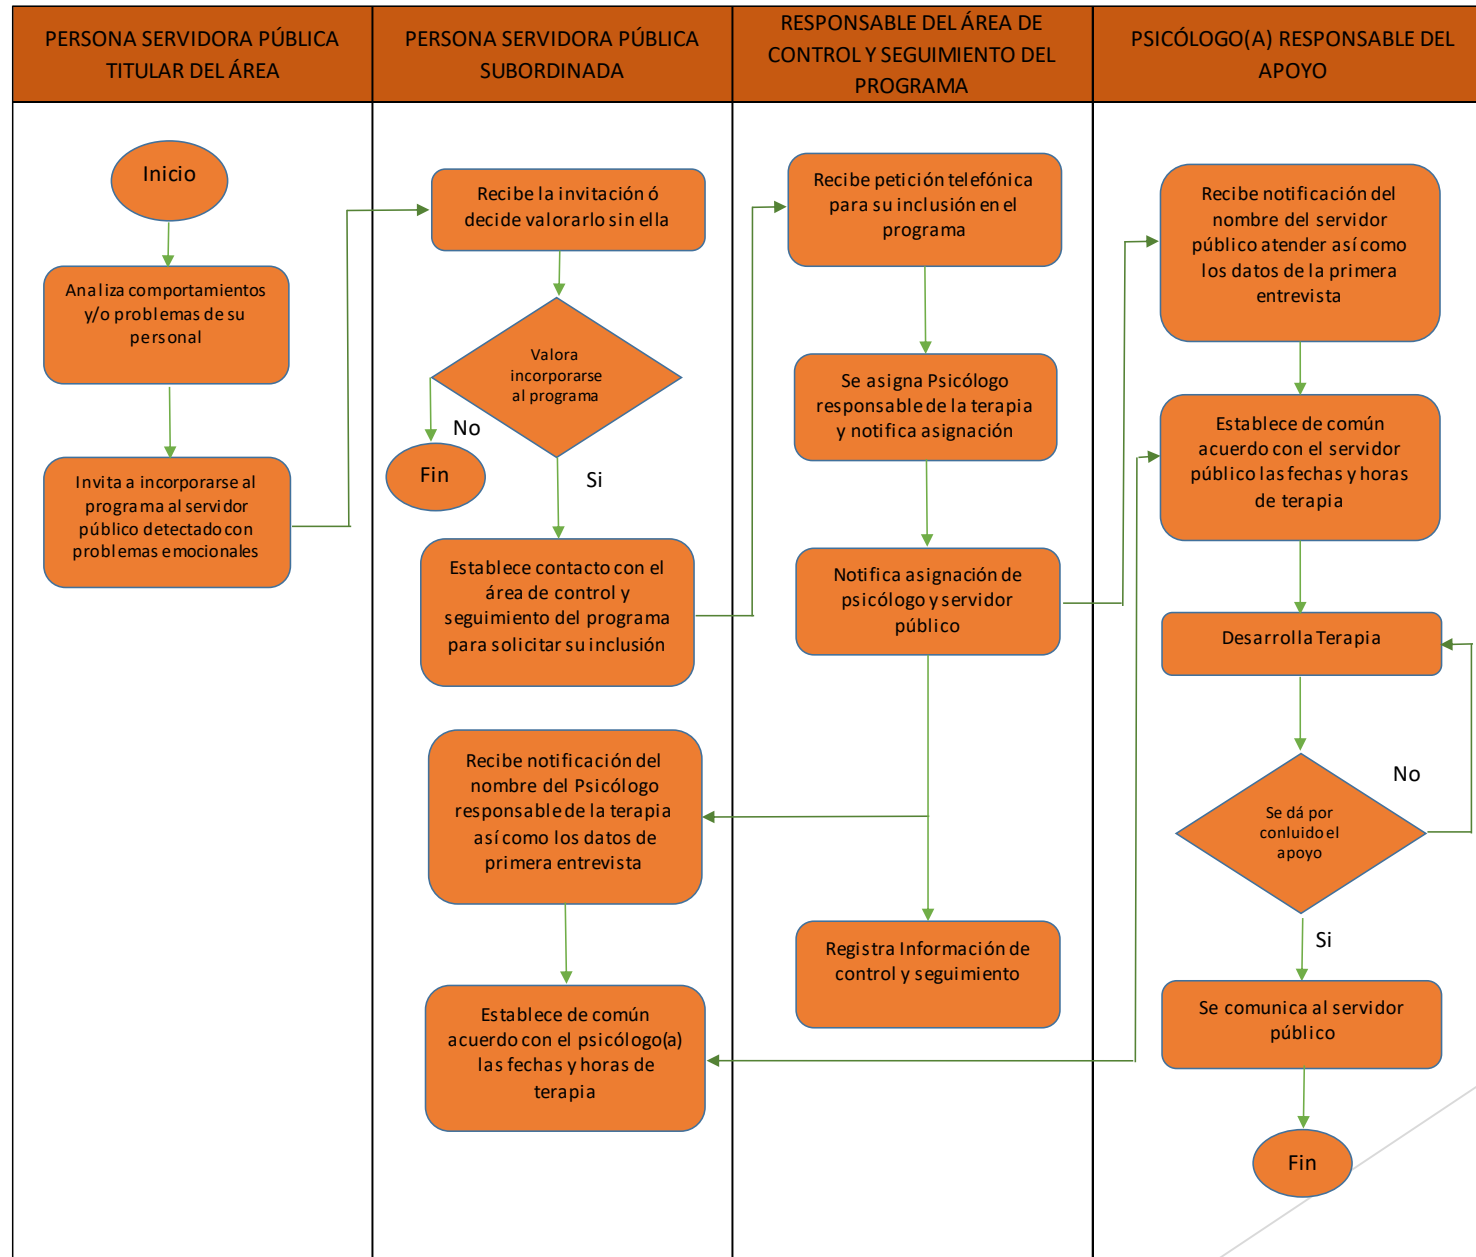 PERSONA SERVIDORA PÚBLICA
TITULAR DEL ÁREA
PERSONA SERVIDORA PÚBLICA
SUBORDINADA
RESPONSABLE DEL ÁREA DE
CONTROL Y SEGUIMIENTO DEL
PROGRAMA
PSICÓLOGO(A) RESPONSABLE DEL
APOYO
Inicio
Analiza comportamientos
y/o problemas de su
personal
Invita a incorporarse al
programa al servidor
público detectado con
problemas emocionales
Recibe la invitación ó
decide valorarlo sin ella
Valora
incorporarse
al programa
No
Fin
Si
Establece contacto con el
área de control y
seguimiento del programa
para solicitar su inclusión
Recibe notificación del
nombre del Psicólogo
responsable de la terapia
así como los datos de
primera entrevista
Establece de común
acuerdo con el psicólogo(a)
las fechas y horas de
terapia
Recibe petición telefónica
para su inclusión en el
programa
Se asigna Psicólogo
responsable de la terapia
y notifica asignación
Notifica asignación de
psicólogo y servidor
público
Registra Información de
control y seguimiento
Recibe notificación del
nombre del servidor
público atender así como
los datos de la primera
entrevista
Establece de común
acuerdo con el servidor
público las fechas y horas
de terapia
Desarrolla Terapia
No
Se dá por
conluido el
apoyo
Si
Se comunica al servidor
público
Fin